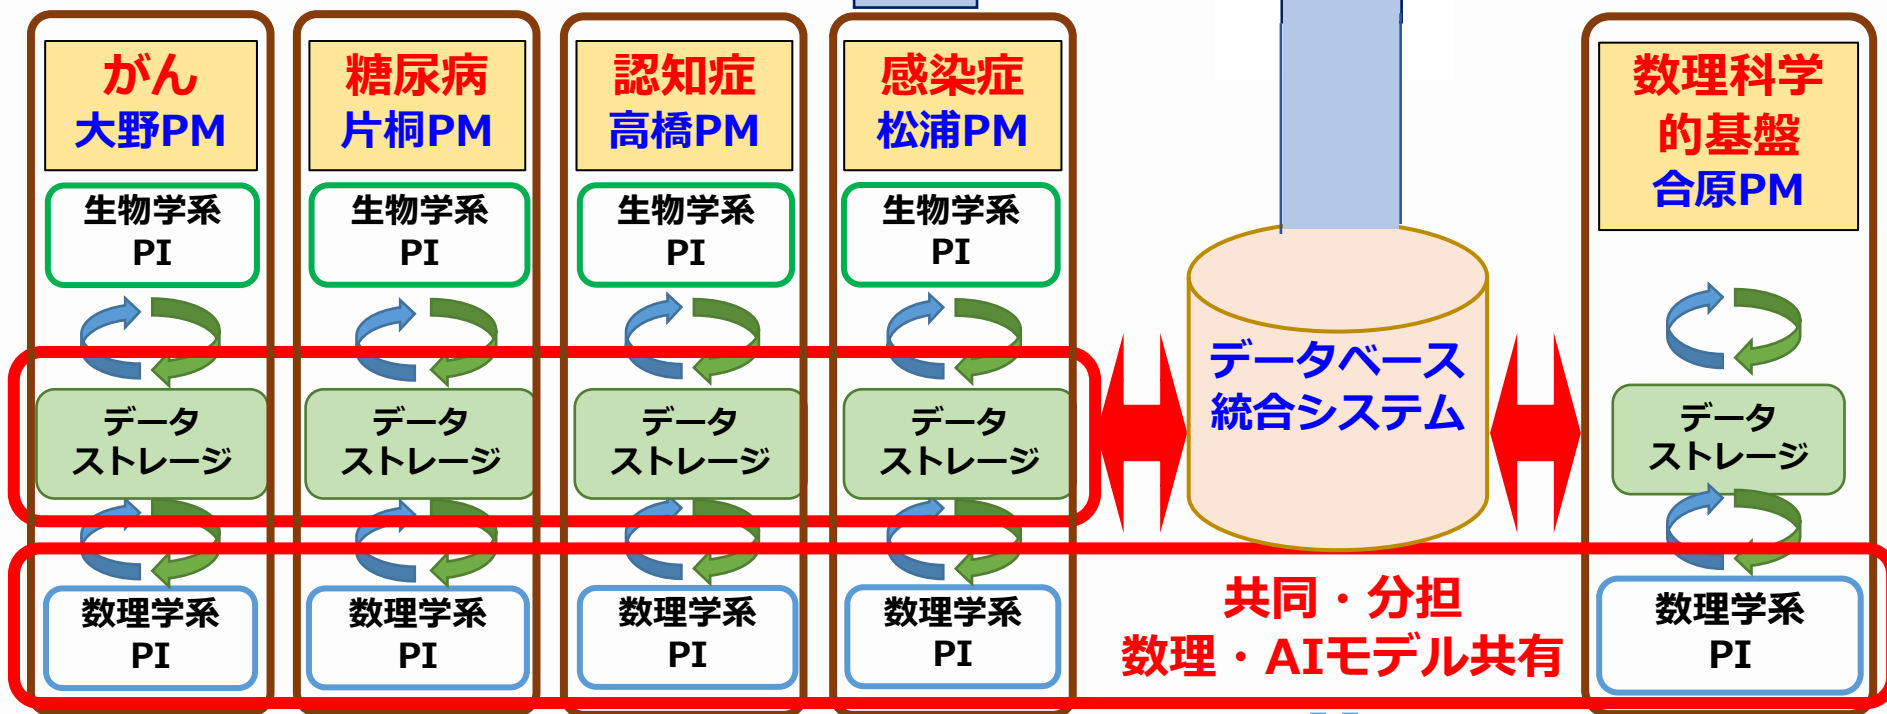 がん
大野PM
生物学系
PI
データ
ストレージ
数理学系
PI
糖尿病
片桐PM
生物学系
PI
データ
ストレージ
数理学系
PI
認知症
高橋PM
生物学系
PI
データ
ストレージ
数理学系
PI
感染症
松浦PM
生物学系
PI
データ
ストレージ
数理学系
PI
データベース
統合システム
共同・分担
数理・AIモデル共有
数理科学
的基盤
合原PM
データ
ストレージ
数理学系
PI